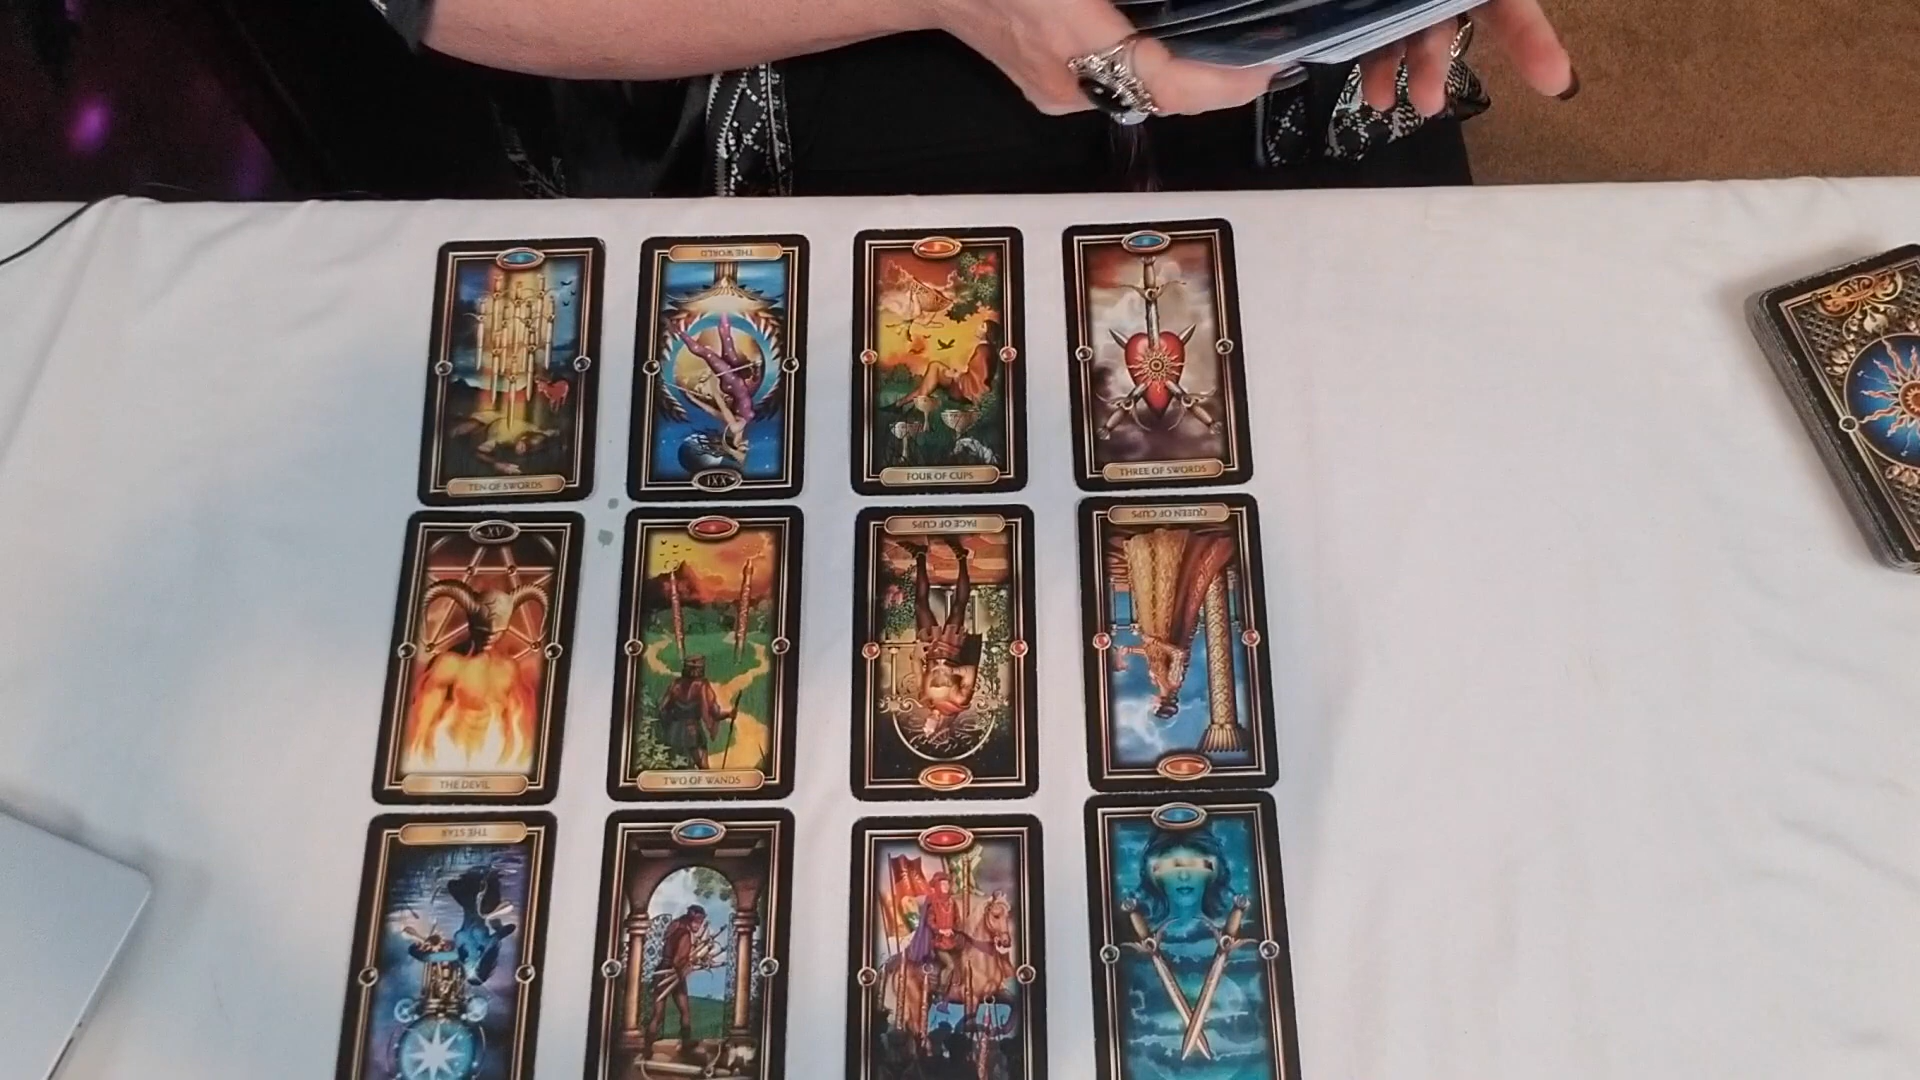 THE WORLD
TEN OF SWORDS
XXI
FOUR OF CUPS
THREE OF SWORDS
XV
PAGE OF CUPS
QUEEN OF CUPS
THE DEVIL
TWO OF WANDS
THE STAR